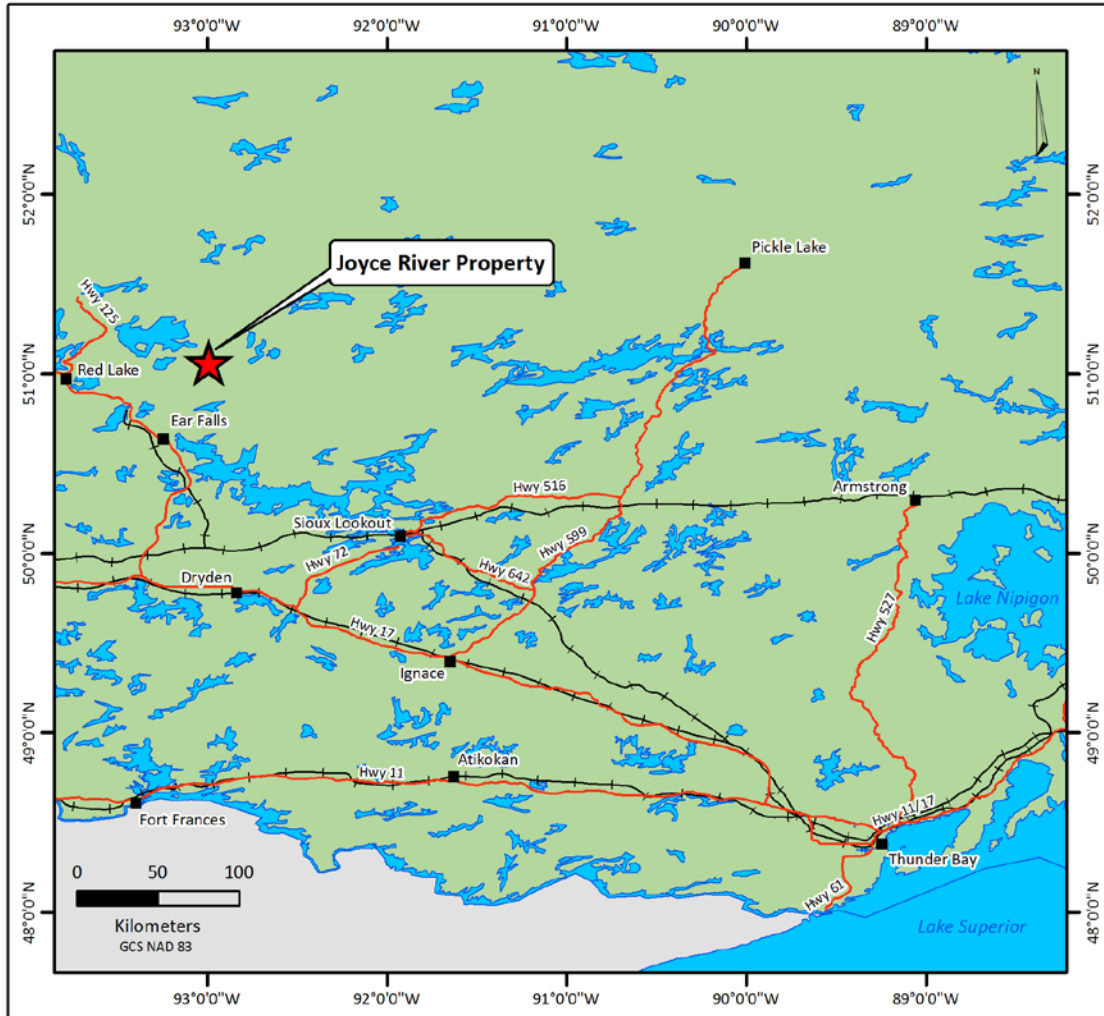 93°0'0"W 92°0'0"W 91°0'0"W 90°0'0"W 89°0'0"W
N
52°0'0"N 52°0'0"N
Pickle Lake
Joyce River Property
Hwy 125
51°0'0"N 51°0'0"N
Red Lake
Ear Falls
Hwy 516
Armstrong
Sioux Lookout
Hwy 599
50°0'0"N 50°0'0"N
Hwy 72
Hwy 642
Dryden
Lake Nipigon
Hwy 527
Hwy 17
Ignace
49°0'0"N 49°0'0"N
Atikokan
Hwy 11
Hwy 11/17
Fort Frances
Thunder Bay
0 50 100
Hwy 61
48°0'0"N 48°0'0"N
Kilometers
Lake Superior
GCS NAD 83
93°0'0"W 92°0'0"W 91°0'0"W 90°0'0"W 89°0'0"W